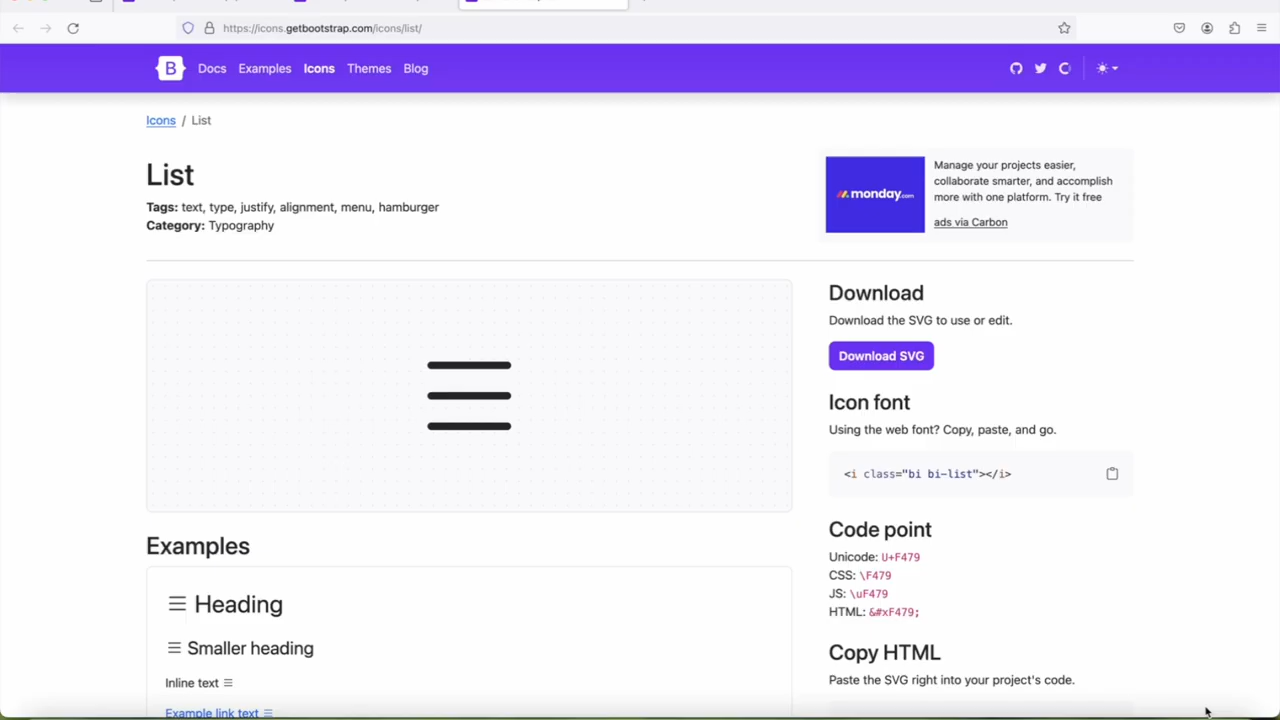 https://icons.getbootstrap.com/icons/list/
B Docs Examples Icons Themes Blog
Icons / List
List
Tags: text, type, justify, alignment, menu, hamburger
Category: Typography
monday.com
Manage your projects easier,
collaborate smarter, and accomplish
more with one platform. Try it free
ads via Carbon
Download
Download the SVG to use or edit.
Download SVG
Icon font
Using the web font? Copy, paste, and go.
<i class="bi bi-list"></i>
Code point
Unicode: U+F479
CSS: \F479
JS: \uF479
HTML: &#xF479;
Copy HTML
Paste the SVG right into your project's code.
Examples
Heading
Smaller heading
Inline text
Example link text